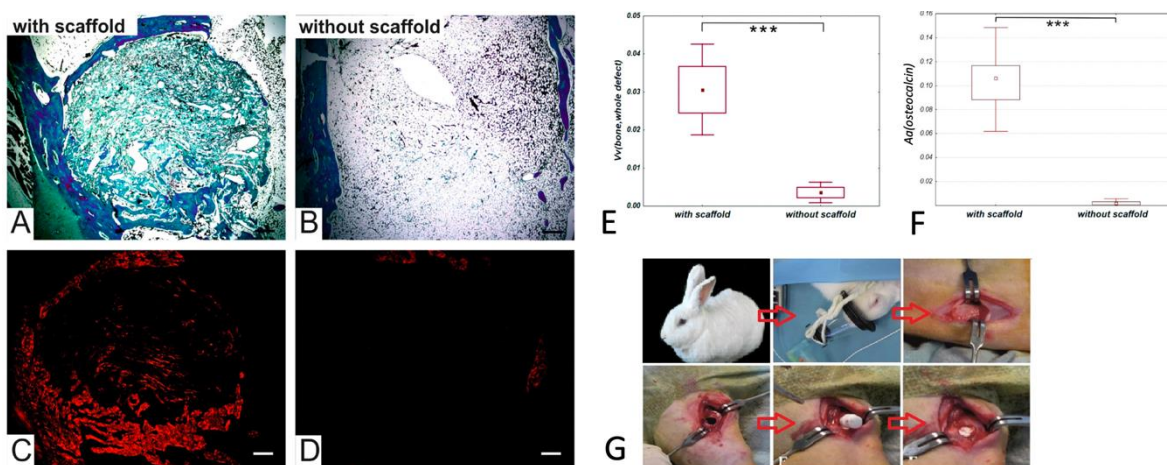 with scaffold
without scaffold
A
B
C
D
0.05
0.04
0.03
0.02
0.01
0.00
Vv(bone,whole defect)
***
with scaffold
without scaffold
E
0.16
0.14
0.12
0.10
0.08
0.06
0.04
0.02
Aa(osteocalcin)
***
with scaffold
without scaffold
F
G